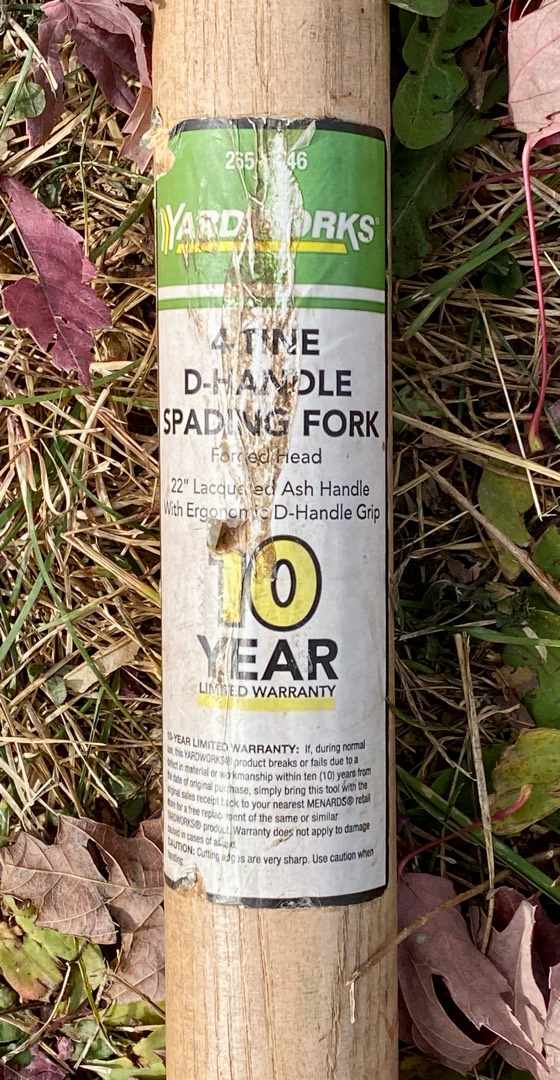 YARDWORKS®
4-TINE
D-HANDLE
SPADING FORK
Forged Head
22" Lacquered Ash Handle
With Ergonomic D-Handle Grip
10
YEAR
LIMITED WARRANTY
10-YEAR LIMITED WARRANTY: If, during normal
use, this YARDWORKS® product breaks or fails due to a
defect in material or workmanship within ten (10) years from
the date of original purchase, simply bring this tool with the
original sales receipt back to your nearest MENARDS® retail
store for a free replacement of the same or similar
YARDWORKS® product. Warranty does not apply to damage
caused in cases of abuse.
CAUTION: Cutting edges are very sharp. Use caution when
handling.